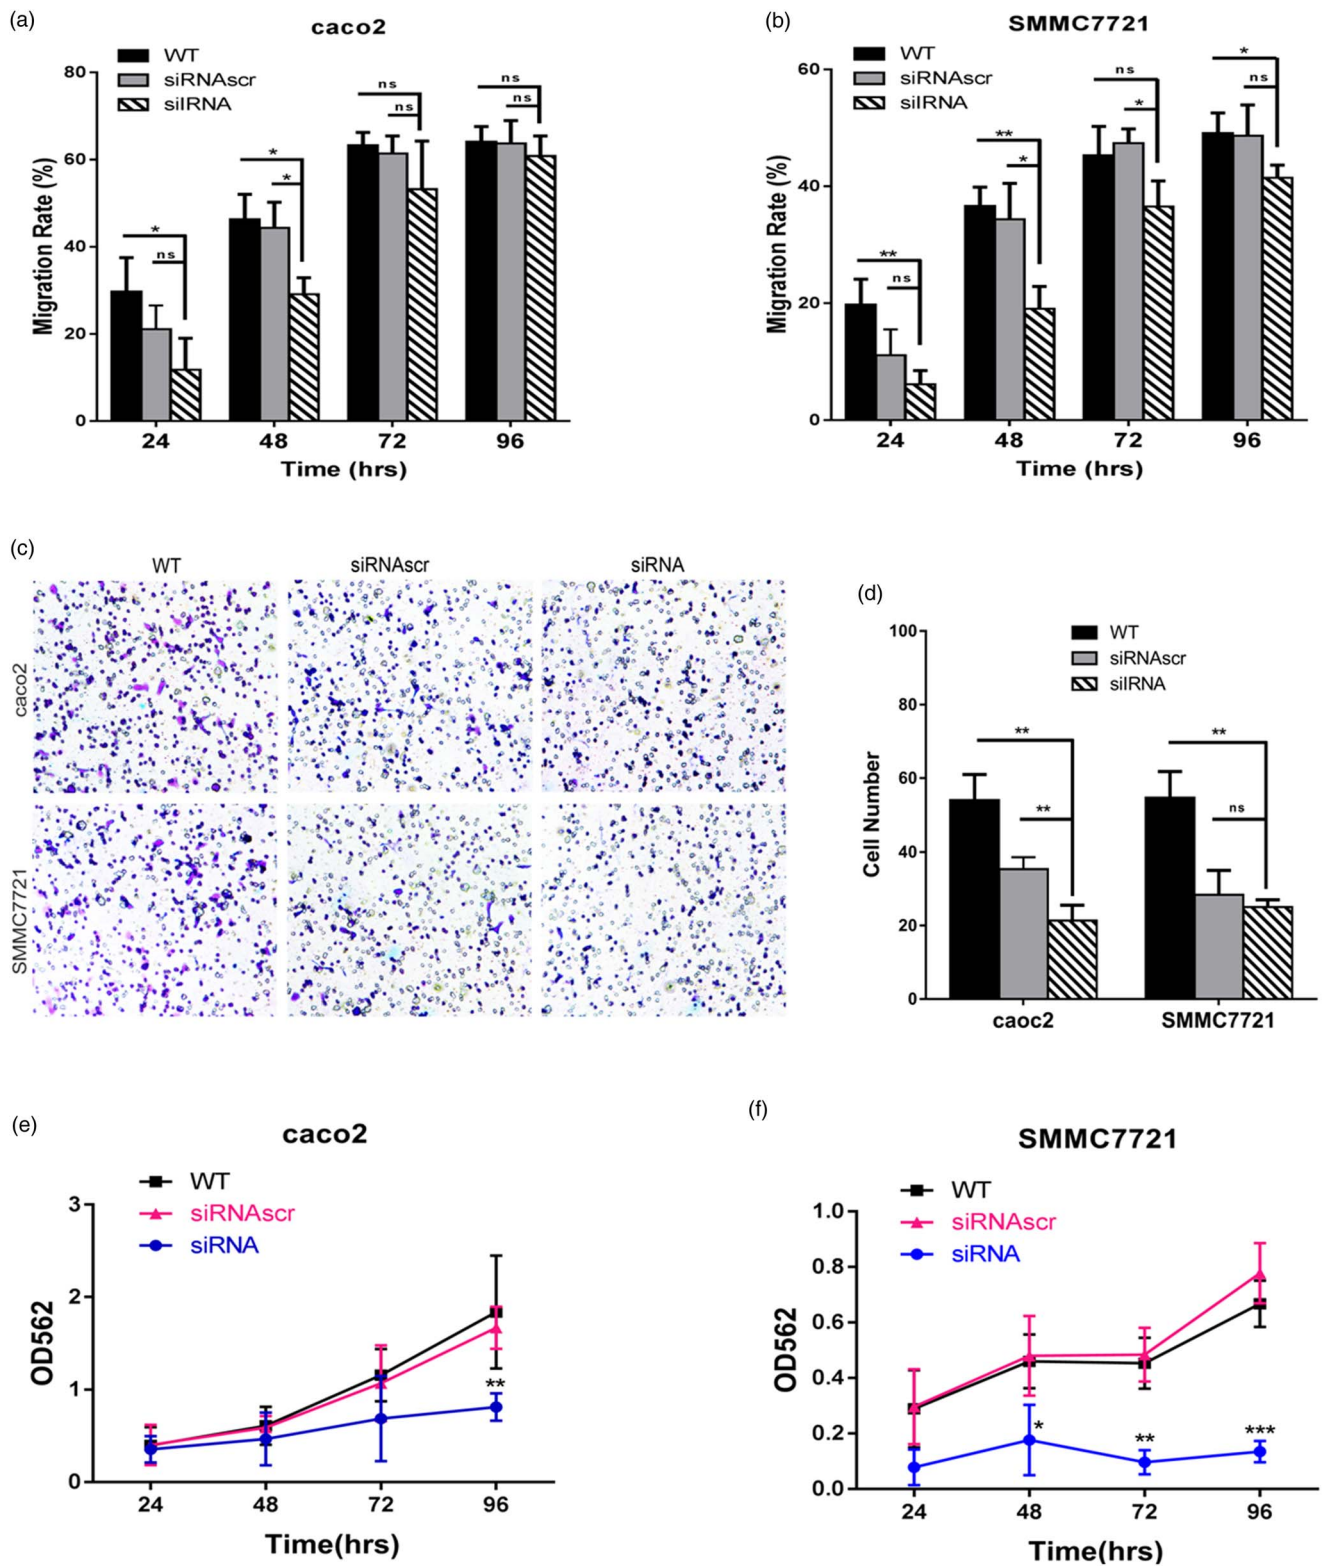 (a)
caco2
WT
siRNAscr
siIRNA
Migration Rate (%)
80
60
40
20
0
*
ns
*
*
ns
ns
ns
ns
24 48 72 96
Time (hrs)
(b)
SMMC7721
WT
siRNAscr
siIRNA
Migration Rate (%)
60
40
20
0
**
ns
**
*
ns
*
*
ns
24 48 72 96
Time (hrs)
(c)
WT siRNAscr siRNA
caco2
SMMC7721
(d)
WT
siRNAscr
siIRNA
Cell Number
100
80
60
40
20
0
**
**
**
ns
caoc2 SMMC7721
(e)
caco2
WT
siRNAscr
siRNA
OD562
3
2
1
0
**
24 48 72 96
Time(hrs)
(f)
SMMC7721
WT
siRNAscr
siRNA
OD562
1.0
0.8
0.6
0.4
0.2
0.0
*
**
***
24 48 72 96
Time(hrs)